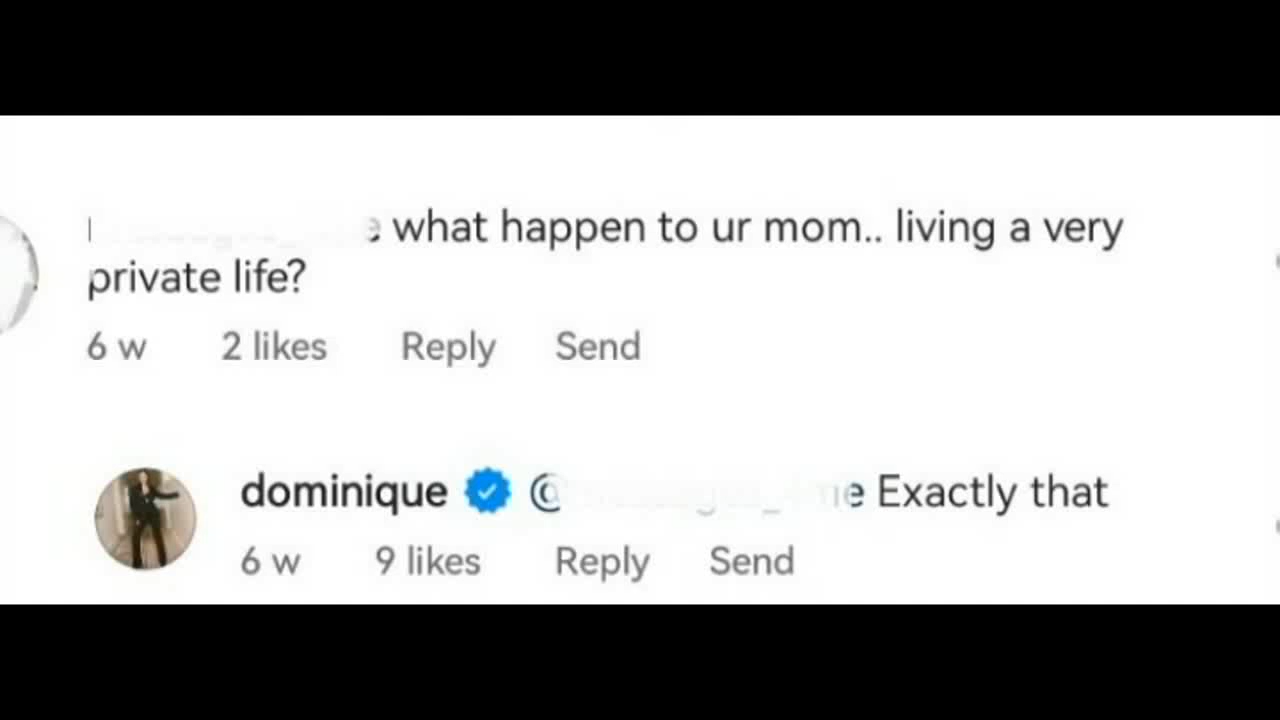 what happen to ur mom.. living a very
private life?
6 w 2 likes Reply Send
dominique @ Exactly that
6 w 9 likes Reply Send